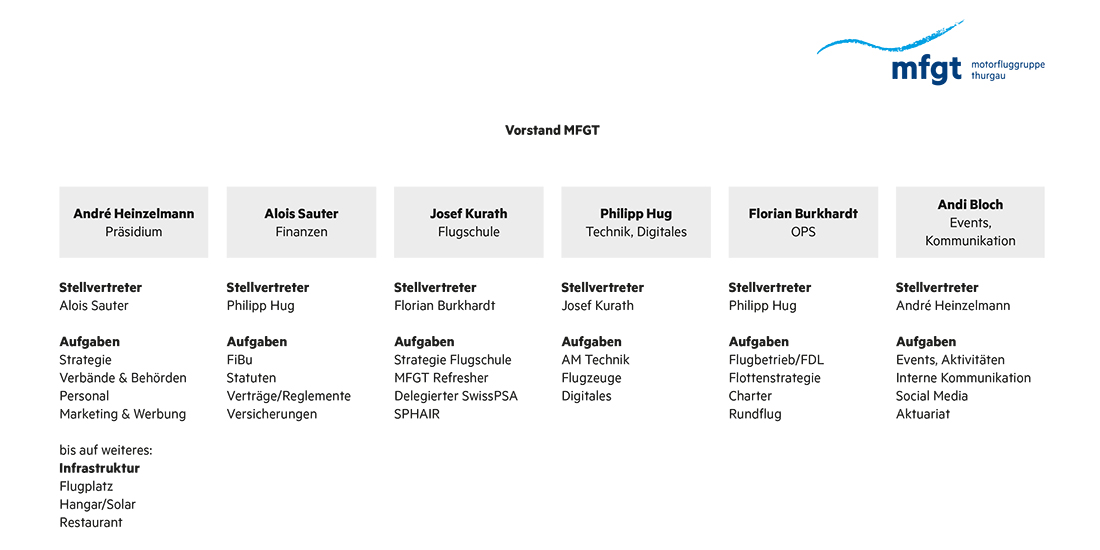 mfgt
motorfluggruppe
thurgau
Vorstand MFGT
André Heinzelmann
Präsidium
Stellvertreter
Alois Sauter
Aufgaben
Strategie
Verbände & Behörden
Personal
Marketing & Werbung
bis auf weiteres:
Infrastruktur
Flugplatz
Hangar/Solar
Restaurant
Alois Sauter
Finanzen
Stellvertreter
Philipp Hug
Aufgaben
FiBu
Statuten
Verträge/Reglemente
Versicherungen
Josef Kurath
Flugschule
Stellvertreter
Florian Burkhardt
Aufgaben
Strategie Flugschule
MFGT Refresher
Delegierter SwissPSA
SPHAIR
Philipp Hug
Technik, Digitales
Stellvertreter
Josef Kurath
Aufgaben
AM Technik
Flugzeuge
Digitales
Florian Burkhardt
OPS
Stellvertreter
Philipp Hug
Aufgaben
Flugbetrieb/FDL
Flottenstrategie
Charter
Rundflug
Andi Bloch
Events,
Kommunikation
Stellvertreter
André Heinzelmann
Aufgaben
Events, Aktivitäten
Interne Kommunikation
Social Media
Aktuariat